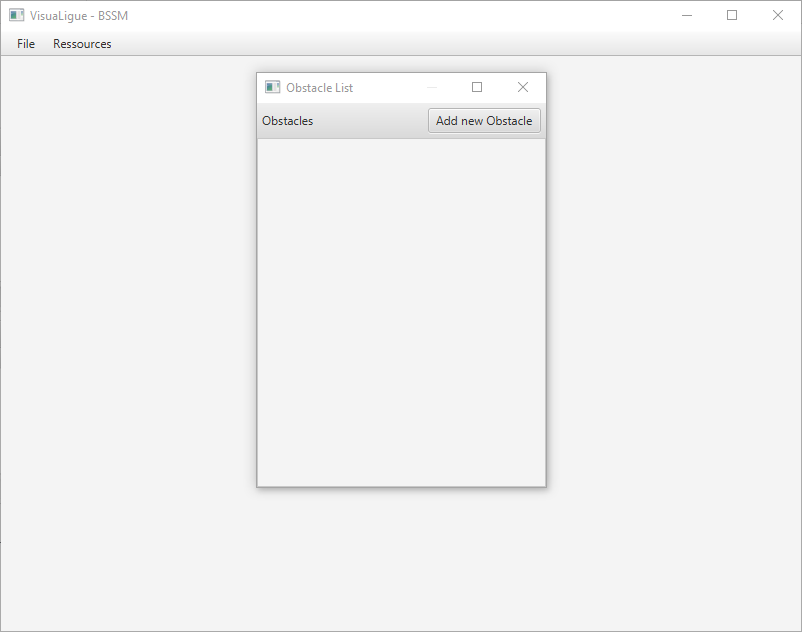 VisuaLigue - BSSM
File Ressources
Obstacle List
Obstacles Add new Obstacle